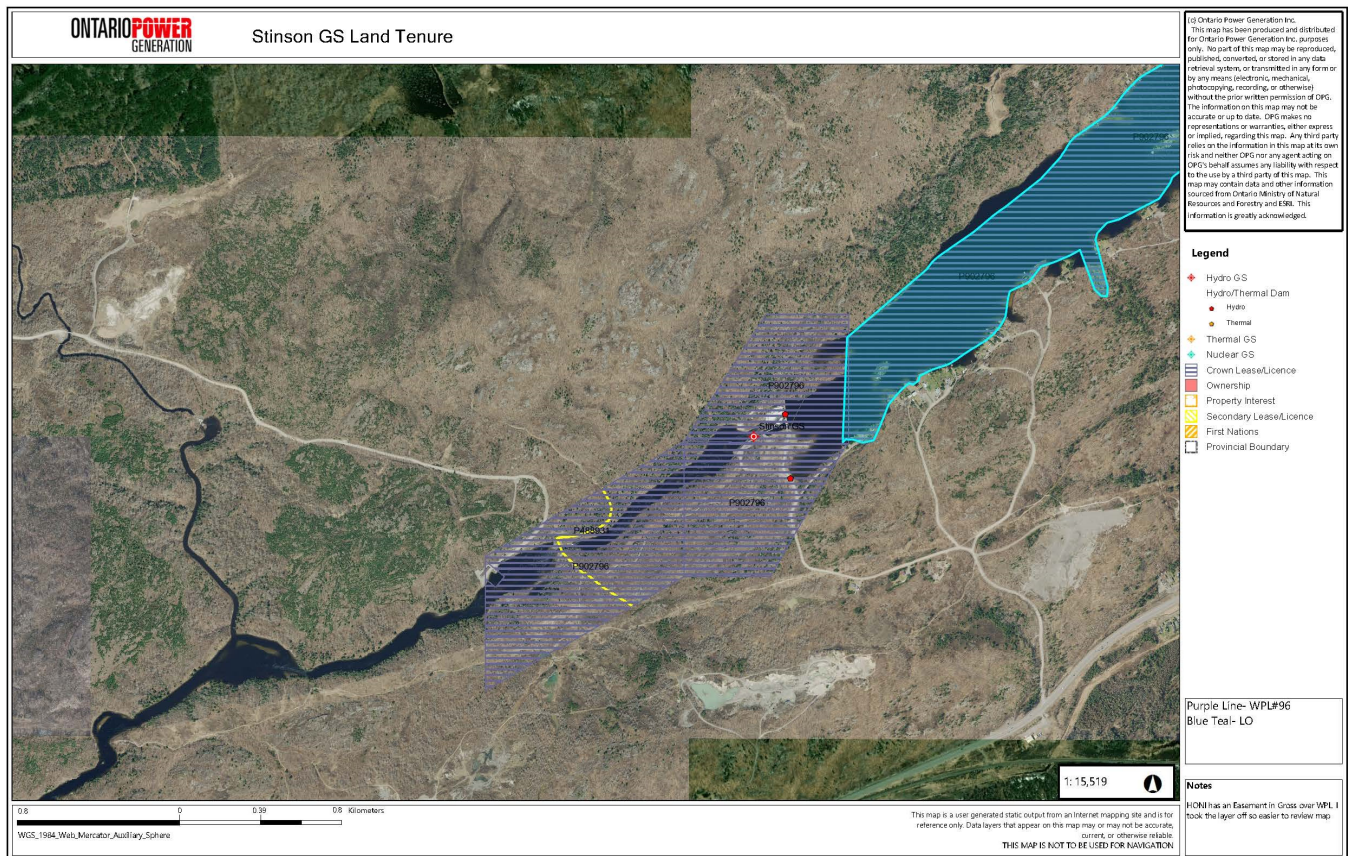 ONTARIOPOWER
GENERATION
Stinson GS Land Tenure
(c) Ontario Power Generation Inc.
This map has been produced and distributed
for Ontario Power Generation Inc. purposes
only. No part of this map may be reproduced,
published, converted, or stored in any data
retrieval system, or transmitted in any form or
by any means (electronic, mechanical,
photocopying, recording, or otherwise)
without the prior written permission of OPG.
The information on this map may not be
accurate or up to date. OPG makes no
representations or warranties, either express
or implied, regarding this map. Any third party
relies on the information in this map at its own
risk and neither OPG nor any agent acting on
OPG's behalf assumes any liability with respect
to the use by a third party of this map. This
map may contain data and other information
sourced from Ontario Ministry of Natural
Resources and Forestry and ESRI. This
information is greatly acknowledged.
P902796
P902796
P902796
Stinson GS
P902796
P902796
Legend
Hydro GS
Hydro/Thermal Dam
Hydro
Thermal
Thermal GS
Nuclear GS
Crown Lease/Licence
Ownership
Property Interest
Secondary Lease/Licence
First Nations
Provincial Boundary
Purple Line- WPL#96
Blue Teal- LO
1: 15,519
Notes
HONI has an Easement in Gross over WPL. I
took the layer off so easier to review map
0.8 0 0.39 0.8 Kilometers
WGS_1984_Web_Mercator_Auxiliary_Sphere
This map is a user generated static output from an Internet mapping site and is for
reference only. Data layers that appear on this map may or may not be accurate,
current, or otherwise reliable.
THIS MAP IS NOT TO BE USED FOR NAVIGATION